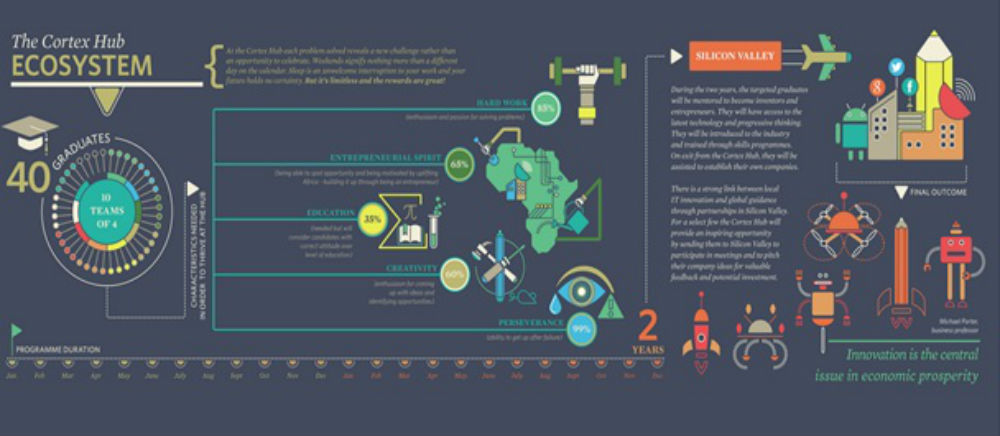 The Cortex Hub
ECOSYSTEM
At the Cortex Hub each problem solved reveals a new challenge rather than
an opportunity to celebrate. Weekends signify nothing more than a different
day on the calendar. Sleep is an unwelcome interruption to your work and your
future holds no certainty. But it's limitless and the rewards are great!
40
GRADUATES
10
TEAMS
OF 4
CHARACTERISTICS NEEDED
IN ORDER TO THRIVE AT THE HUB
HARD WORK
85%
(enthusiasm and passion for solving problems)
ENTREPRENEURIAL SPIRIT
68%
(being able to spot opportunity and being motivated by uplifting
Africa - building it up through being an entrepreneur)
EDUCATION
35%
π
(needed but will
consider candidates with
correct attitude over
level of education)
CREATIVITY
60%
(enthusiasm for coming
up with ideas and
identifying opportunities)
PERSEVERANCE
99%
(ability to get up after failure)
2
YEARS
PROGRAMME DURATION
Jan Feb Mar Apr May June July Aug Sept Oct Nov Dec Jan Feb Mar Apr May June July Aug Sept Oct Nov Dec
SILICON VALLEY
During the two years, the targeted graduates
will be mentored to become inventors and
entrepreneurs. They will have access to the
latest technology and progressive thinking.
They will be introduced to the industry
and trained through skills programmes.
On exit from the Cortex Hub, they will be
assisted to establish their own companies.
There is a strong link between local
IT innovation and global guidance
through partnerships in Silicon Valley.
For a select few the Cortex Hub will
provide an inspiring opportunity
by sending them to Silicon Valley to
participate in meetings and to pitch
their company ideas for valuable
feedback and potential investment.
8
f
FINAL OUTCOME
Michael Porter,
business professor
Innovation is the central
issue in economic prosperity